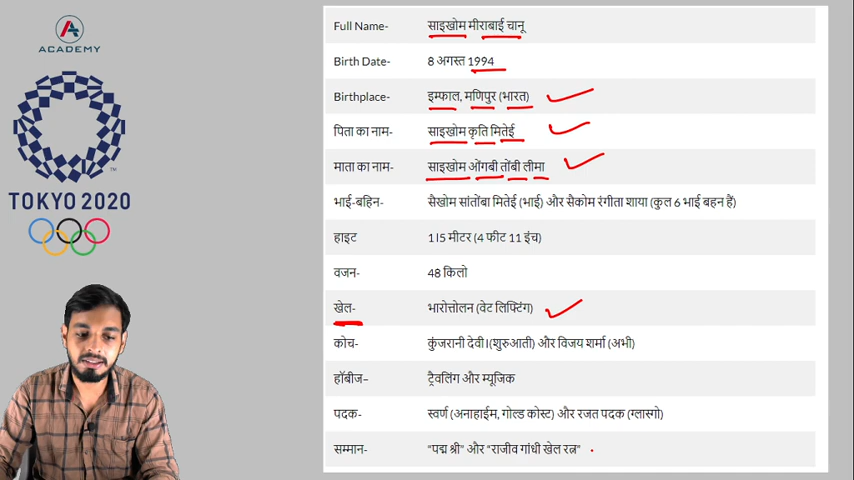 ACADEMY
TOKYO 2020
Full Name- साइखोम मीराबाई चानू
Birth Date- 8 अगस्त 1994
Birthplace- इम्फाल, मणिपुर (भारत)
पिता का नाम- साइखोम कृति मितेई
माता का नाम- साइखोम ओंगबी तोंबी लीमा
भाई-बहिन- सैखोम सांतोंबा मितेई (भाई) और सैकोम रंगीता शाया (कुल 6 भाई बहन हैं)
हाइट 1।5 मीटर (4 फीट 11 इंच)
वजन- 48 किलो
खेल- भारोत्तोलन (वेट लिफ्टिंग)
कोच- कुंजरानी देवी।(शुरुआती) और विजय शर्मा (अभी)
हॉबीज– ट्रैवलिंग और म्यूजिक
पदक- स्वर्ण (अनाहाईम, गोल्ड कोस्ट) और रजत पदक (ग्लास्गो)
सम्मान- "पद्म श्री" और "राजीव गांधी खेल रत्न"